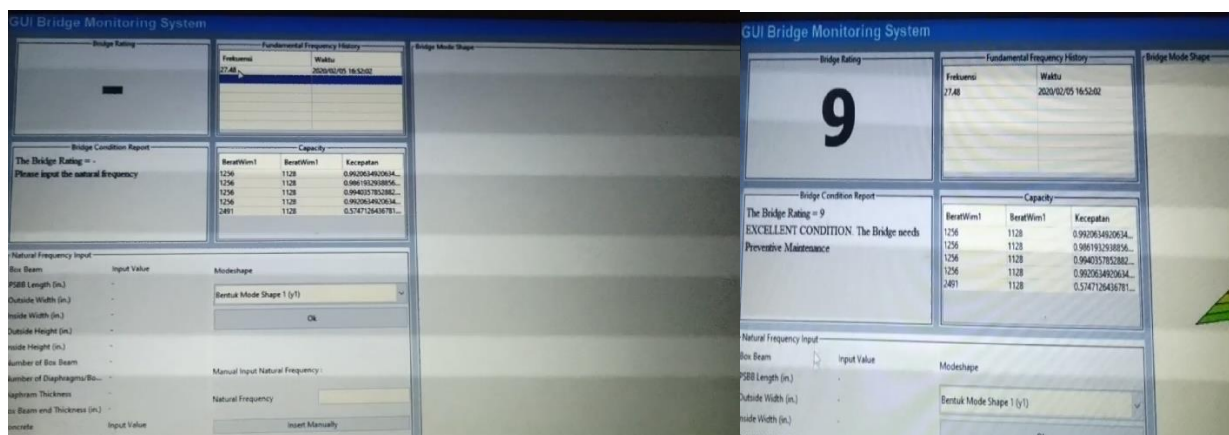 GUI Bridge Monitoring System
Bridge Rating
-
Fundamental Frequency History
Frekuensi Waktu
27.48 2020/02/05 16:52:02
Bridge Mode Shape
Bridge Condition Report
The Bridge Rating = -
Please input the natural frequency
Capacity
BeratWim1 BeratWim1 Kecepatan
1256 1128 0.9920634920634...
1256 1128 0.9861932938856...
1256 1128 0.9940357852882...
1256 1128 0.9920634920634...
2491 1128 0.5747126436781...
Natural Frequency Input
Box Beam Input Value
PSBB Length (in.) -
Outside Width (in.) -
Inside Width (in.) -
Outside Height (in.) -
Inside Height (in.) -
Number of Box Beam -
Number of Diaphragms/Bo... -
Diaphram Thickness -
Box Beam end Thickness (in.) -
Concrete Input Value
Modeshape
Bentuk Mode Shape 1 (y1)
Ok
Manual Input Natural Frequency :
Natural Frequency
Insert Manually
GUI Bridge Monitoring System
Bridge Rating
9
Fundamental Frequency History
Frekuensi Waktu
27.48 2020/02/05 16:52:02
Bridge Mode Shape
Bridge Condition Report
The Bridge Rating = 9
EXCELLENT CONDITION. The Bridge needs
Preventive Maintenance
Capacity
BeratWim1 BeratWim1 Kecepatan
1256 1128 0.9920634920634...
1256 1128 0.9861932938856...
1256 1128 0.9940357852882...
1256 1128 0.9920634920634...
2491 1128 0.5747126436781...
Natural Frequency Input
Box Beam Input Value
PSBB Length (in.) -
Outside Width (in.) -
Inside Width (in.) -
Modeshape
Bentuk Mode Shape 1 (y1)